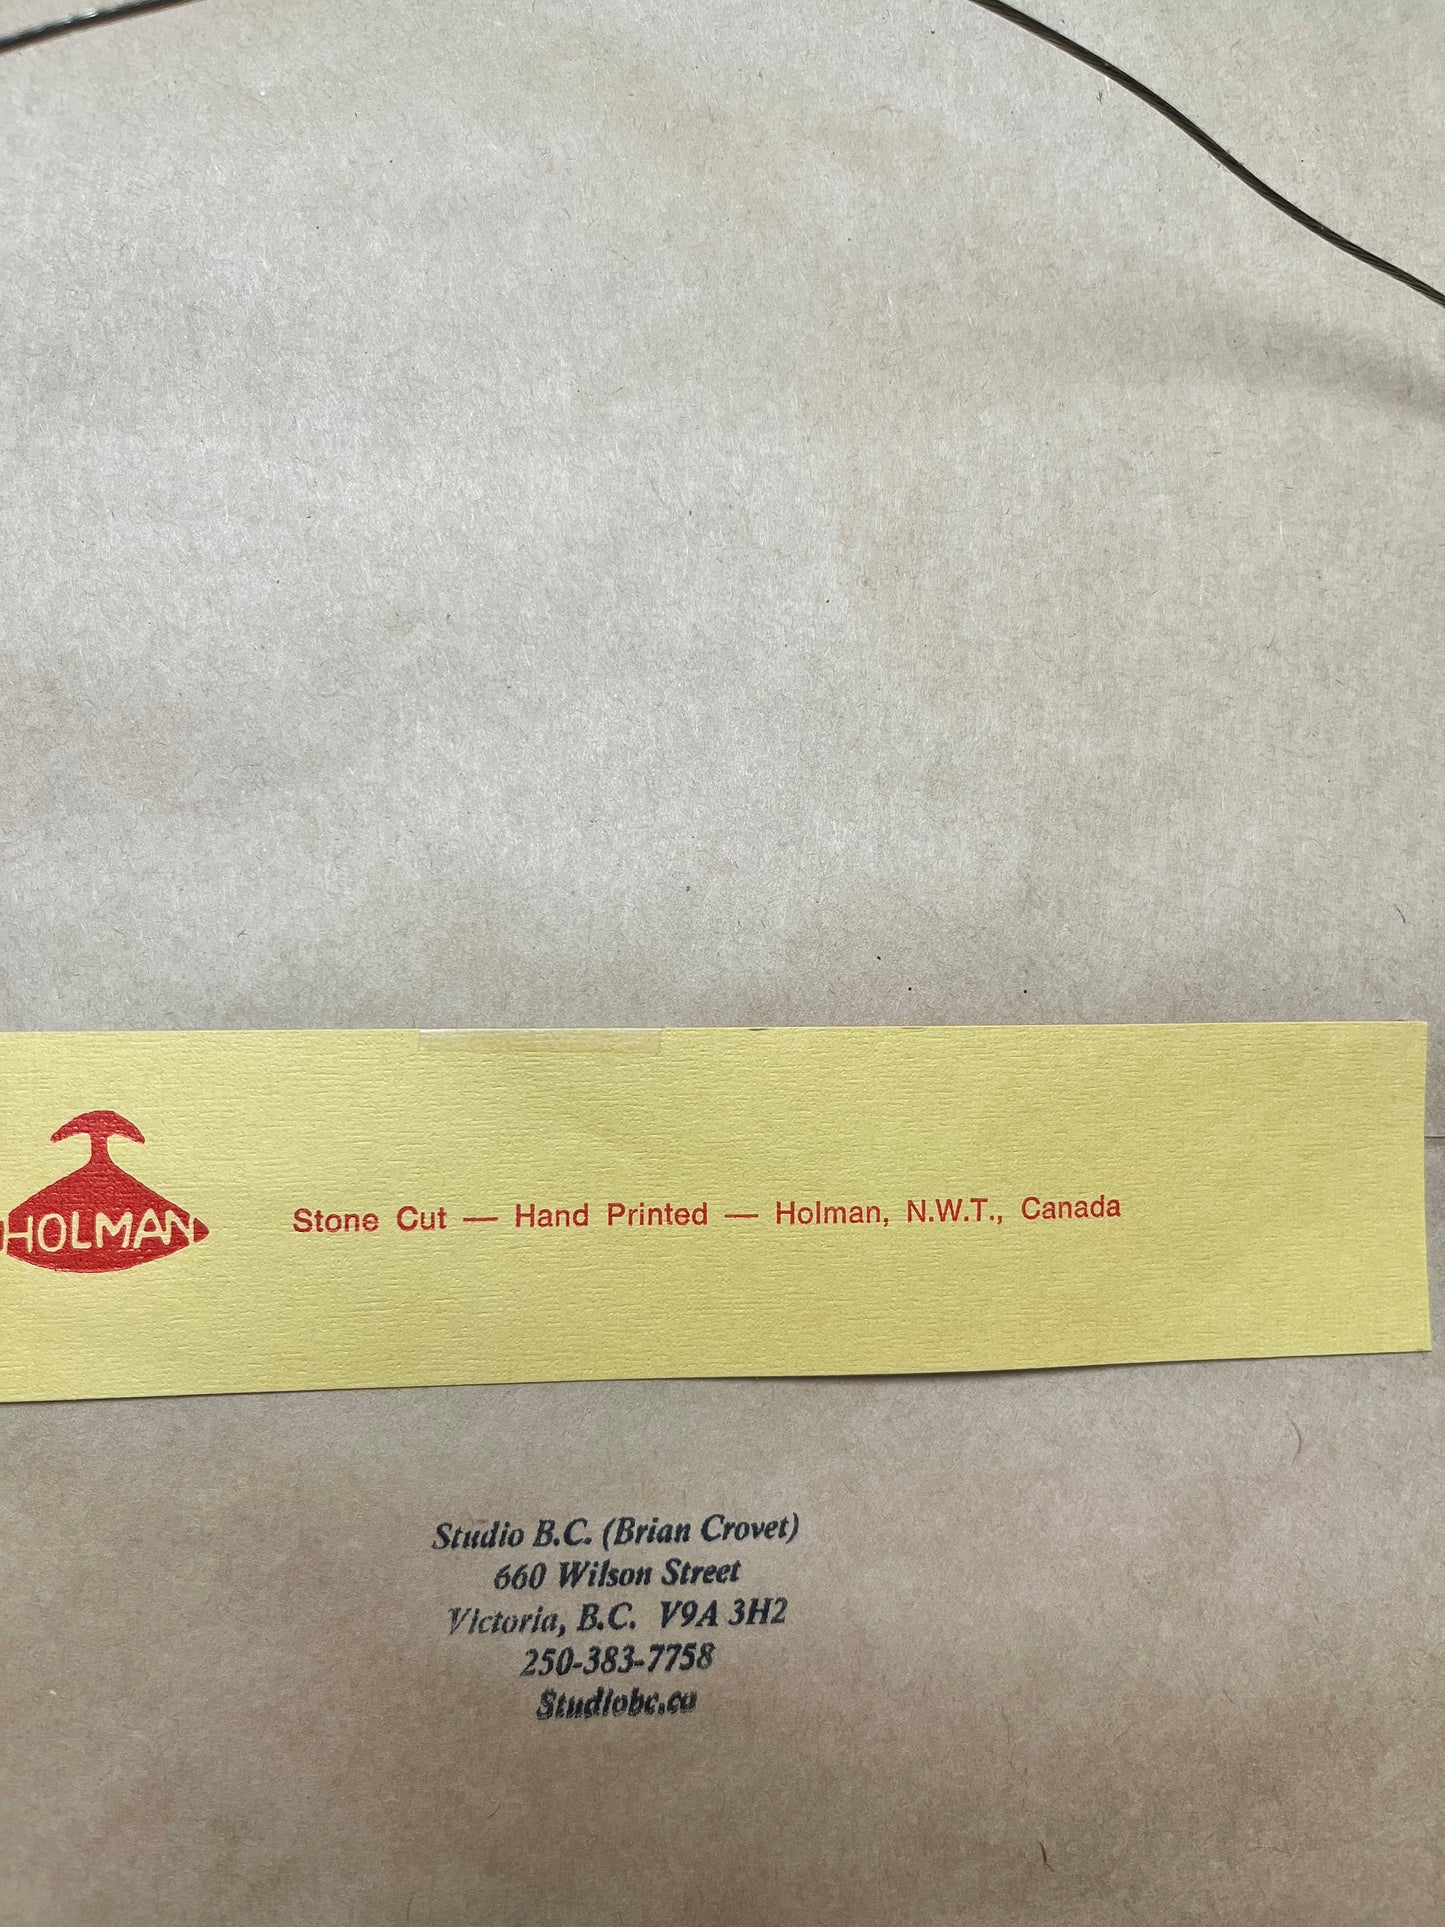 HOLMAN
Stone Cut — Hand Printed — Holman, N.W.T., Canada
Studio B.C. (Brian Crovet)
660 Wilson Street
Victoria, B.C. V9A 3H2
250-383-7758
Studiobc.ca